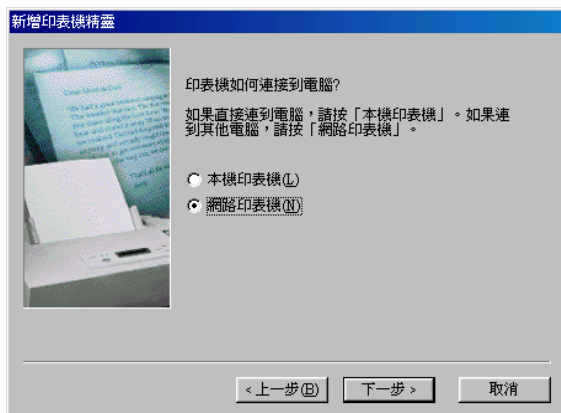 新增印表機精靈
印表機如何連接到電腦?
如果直接連到電腦，請按「本機印表機」。如果連
到其他電腦，請按「網路印表機」。
本機印表機(L)
網路印表機(N)
<上一步(B)
下一步>
取消